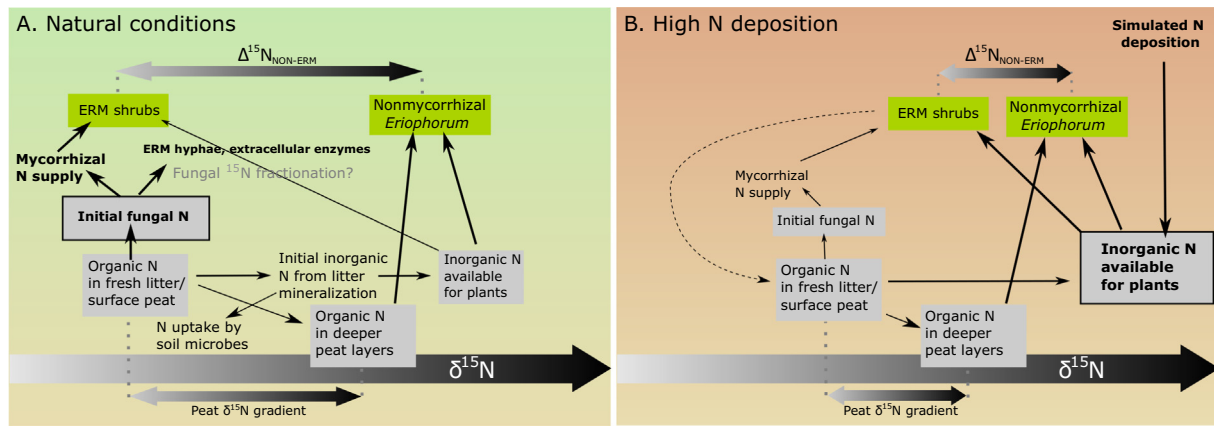 A. Natural conditions
Δ¹⁵N_NON-ERM
ERM shrubs
Nonmycorrhizal
Eriophorum
Mycorrhizal
N supply
ERM hyphae, extracellular enzymes
Fungal ¹⁵N fractionation?
Initial fungal N
Organic N
in fresh litter/
surface peat
Initial inorganic
N from litter
mineralization
Inorganic N
available
for plants
N uptake by
soil microbes
Organic N
in deeper
peat layers
δ¹⁵N
Peat δ¹⁵N gradient
B. High N deposition
Simulated N
deposition
Δ¹⁵N_NON-ERM
ERM shrubs
Nonmycorrhizal
Eriophorum
Mycorrhizal
N supply
Initial fungal N
Organic N
in fresh litter/
surface peat
Inorganic N
available
for plants
Organic N
in deeper
peat layers
δ¹⁵N
Peat δ¹⁵N gradient